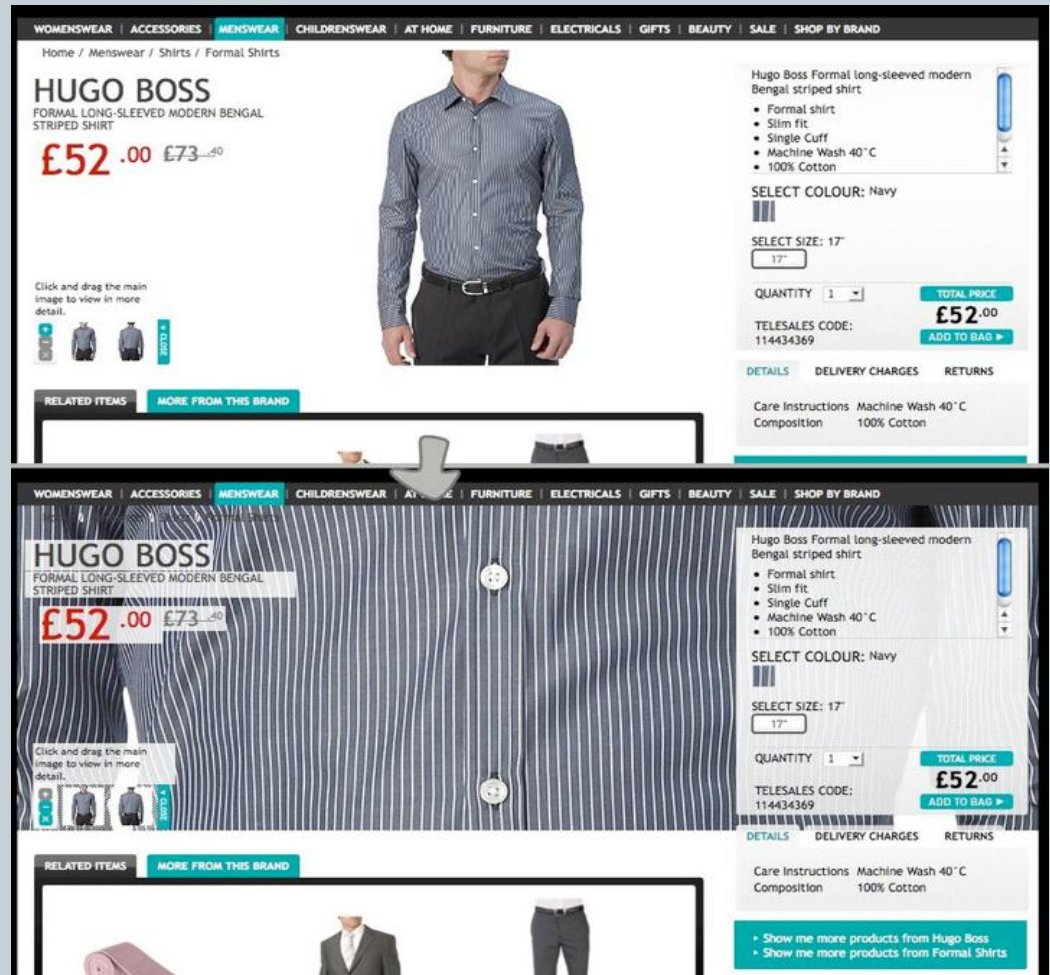 WOMENSWEAR | ACCESSORIES | MENSWEAR | CHILDRENSWEAR | AT HOME | FURNITURE | ELECTRICALS | GIFTS | BEAUTY | SALE | SHOP BY BRAND
Home / Menswear / Shirts / Formal Shirts
HUGO BOSS
FORMAL LONG-SLEEVED MODERN BENGAL
STRIPED SHIRT
£52.00 £73.40
Click and drag the main
image to view in more
detail.
CLOSE
Hugo Boss Formal long-sleeved modern
Bengal striped shirt
• Formal shirt
• Slim fit
• Single Cuff
• Machine Wash 40°C
• 100% Cotton
SELECT COLOUR: Navy
SELECT SIZE: 17"
17"
QUANTITY 1
TOTAL PRICE
£52.00
TELESALES CODE:
114434369
ADD TO BAG
DETAILS DELIVERY CHARGES RETURNS
Care Instructions Machine Wash 40°C
Composition 100% Cotton
RELATED ITEMS MORE FROM THIS BRAND
WOMENSWEAR | ACCESSORIES | MENSWEAR | CHILDRENSWEAR | | FURNITURE | ELECTRICALS | GIFTS | BEAUTY | SALE | SHOP BY BRAND
Formal Shirts
HUGO BOSS
FORMAL LONG-SLEEVED MODERN BENGAL
STRIPED SHIRT
£52.00 £73.40
Click and drag the main
image to view in more
detail.
CLOSE
Hugo Boss Formal long-sleeved modern
Bengal striped shirt
• Formal shirt
• Slim fit
• Single Cuff
• Machine Wash 40°C
• 100% Cotton
SELECT COLOUR: Navy
SELECT SIZE: 17"
17"
QUANTITY 1
TOTAL PRICE
£52.00
TELESALES CODE:
114434369
ADD TO BAG
DETAILS DELIVERY CHARGES RETURNS
Care Instructions Machine Wash 40°C
Composition 100% Cotton
RELATED ITEMS MORE FROM THIS BRAND
Show me more products from Hugo Boss
Show me more products from Formal Shirts